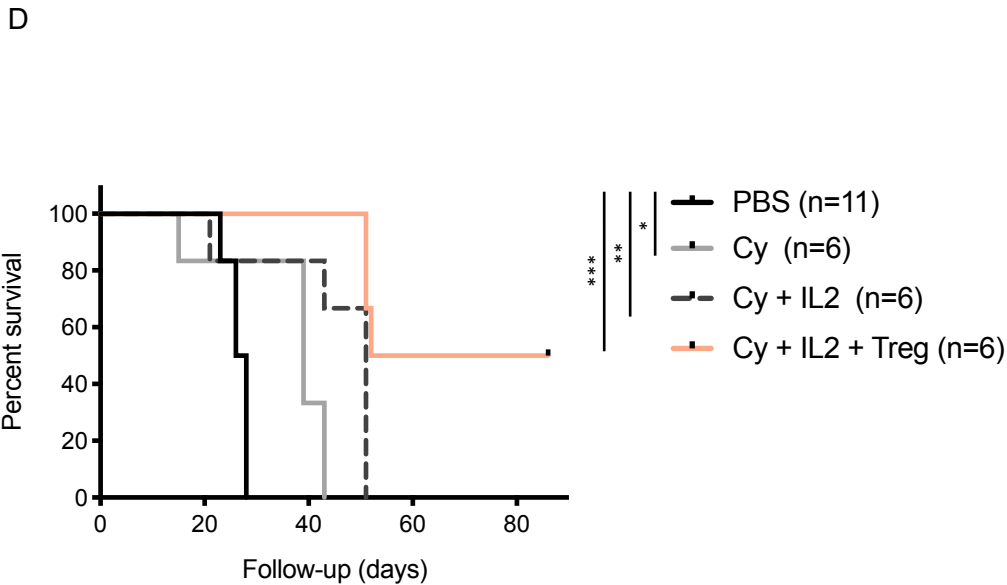 D
Percent survival
100
80
60
40
20
0
0 20 40 60 80
Follow-up (days)
*** ** *
PBS (n=11)
Cy (n=6)
Cy + IL2 (n=6)
Cy + IL2 + Treg (n=6)